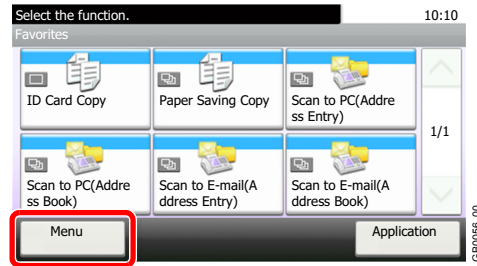 Select the function.
10:10
Favorites
ID Card Copy
Paper Saving Copy
Scan to PC(Addre
ss Entry)
1/1
Scan to PC(Addre
ss Book)
Scan to E-mail(A
ddress Entry)
Scan to E-mail(A
ddress Book)
Menu
Application
GB0056_00